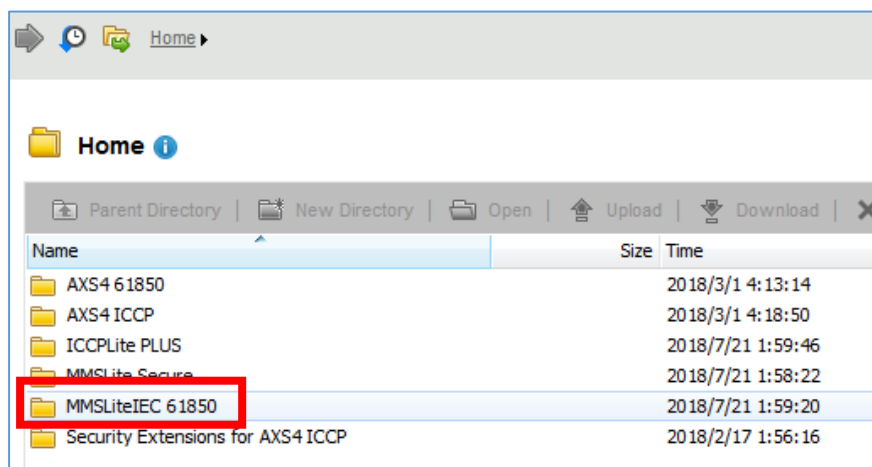 Home
Home
Parent Directory | New Directory | Open | Upload | Download |
Name Size Time
AXS4 61850 2018/3/1 4:13:14
AXS4 ICCP 2018/3/1 4:18:50
ICCPLite PLUS 2018/7/21 1:59:46
MMSLite Secure 2018/7/21 1:58:22
MMSLiteIEC 61850 2018/7/21 1:59:20
Security Extensions for AXS4 ICCP 2018/2/17 1:56:16